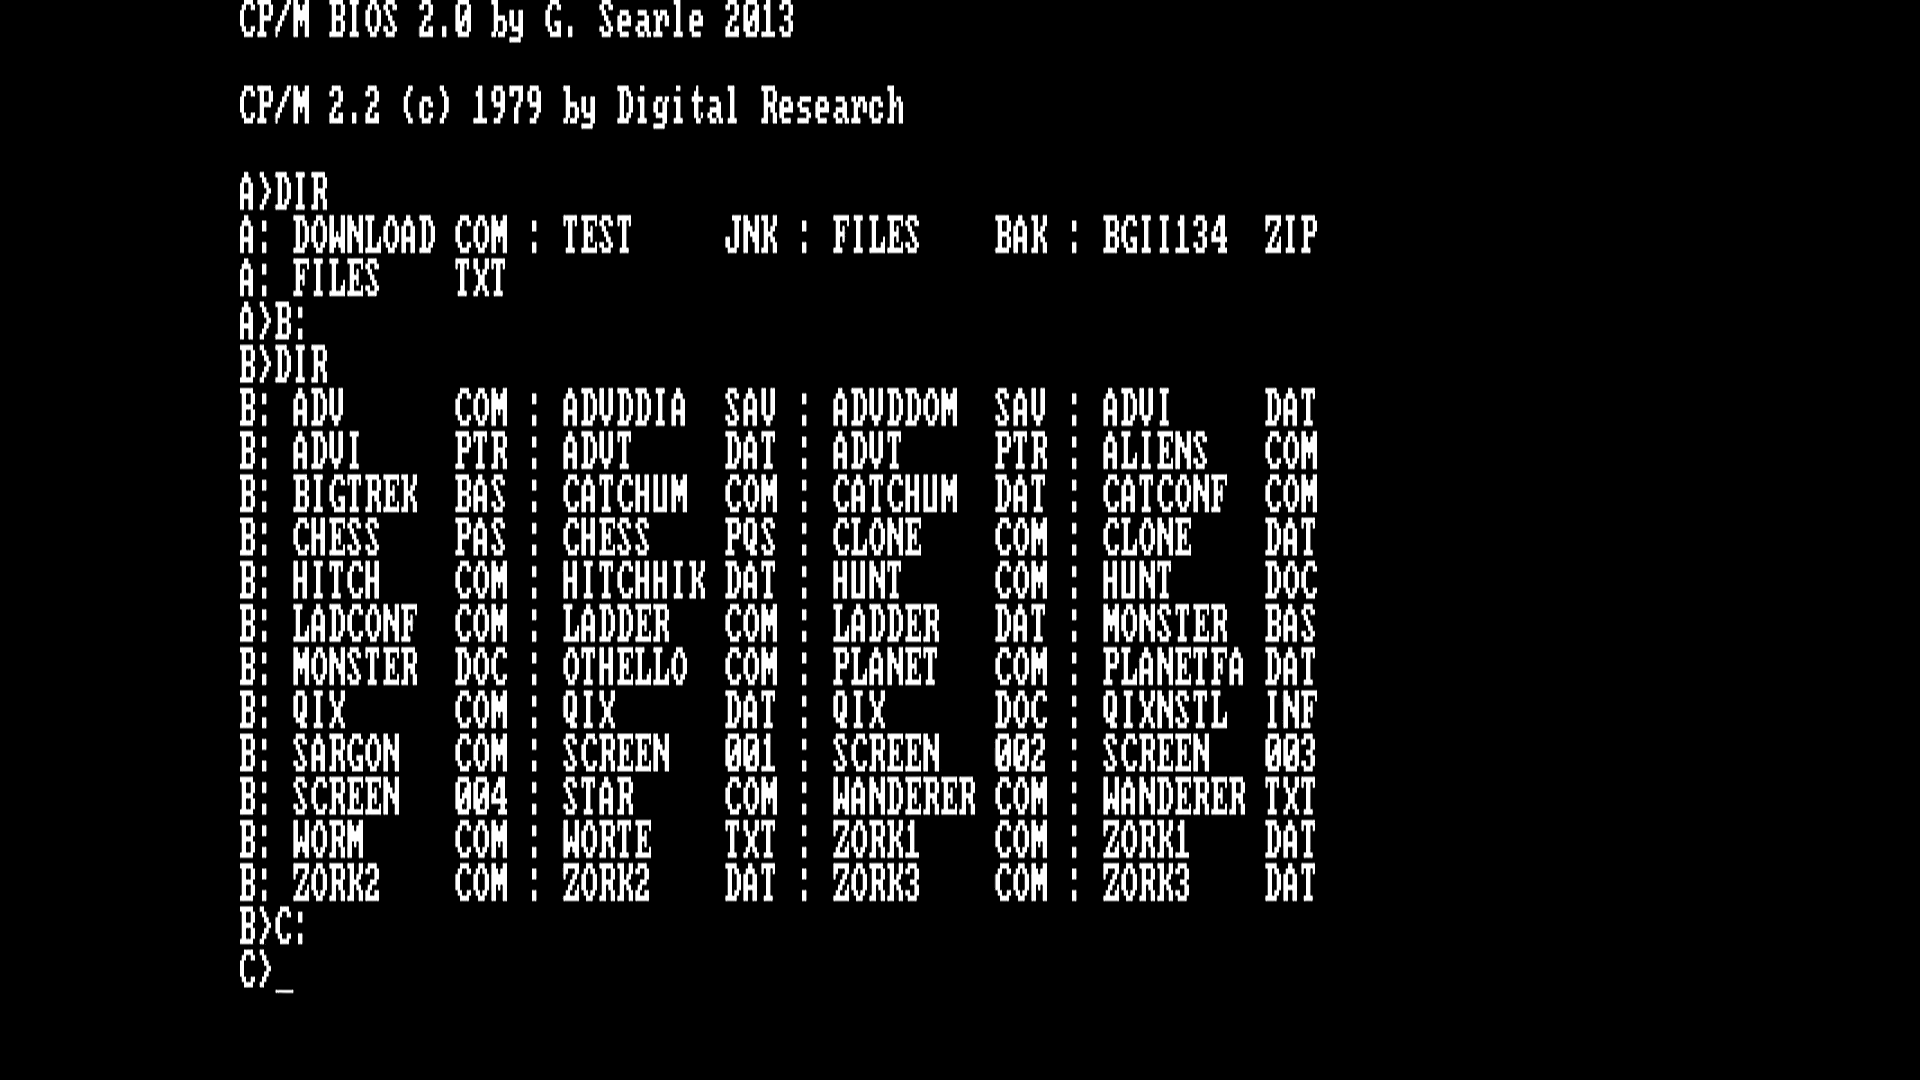 CP/M BIOS 2.0 by G. Searle 2013
CP/M 2.2 (c) 1979 by Digital Research
A>DIR
A: DOWNLOAD COM : TEST     JNK : FILES    BAK : BGII134  ZIP
A: FILES    TXT
A>B:
B>DIR
B: ADV      COM : ADVDDIA  SAV : ADVDDOM  SAV : ADVI     DAT
B: ADVI     PTR : ADVT     DAT : ADVT     PTR : ALIENS   COM
B: BIGTREK  BAS : CATCHUM  COM : CATCHUM  DAT : CATCONF  COM
B: CHESS    PAS : CHESS    PQS : CLONE    COM : CLONE    DAT
B: HITCH    COM : HITCHHIK DAT : HUNT     COM : HUNT     DOC
B: LADCONF  COM : LADDER   COM : LADDER   DAT : MONSTER  BAS
B: MONSTER  DOC : OTHELLO  COM : PLANET   COM : PLANETFA DAT
B: QIX      COM : QIX      DAT : QIX      DOC : QIXNSTL  INF
B: SARGON   COM : SCREEN   001 : SCREEN   002 : SCREEN   003
B: SCREEN   004 : STAR     COM : WANDERER COM : WANDERER TXT
B: WORM     COM : WORTE    TXT : ZORK1    COM : ZORK1    DAT
B: ZORK2    COM : ZORK2    DAT : ZORK3    COM : ZORK3    DAT
B>C:
C>_